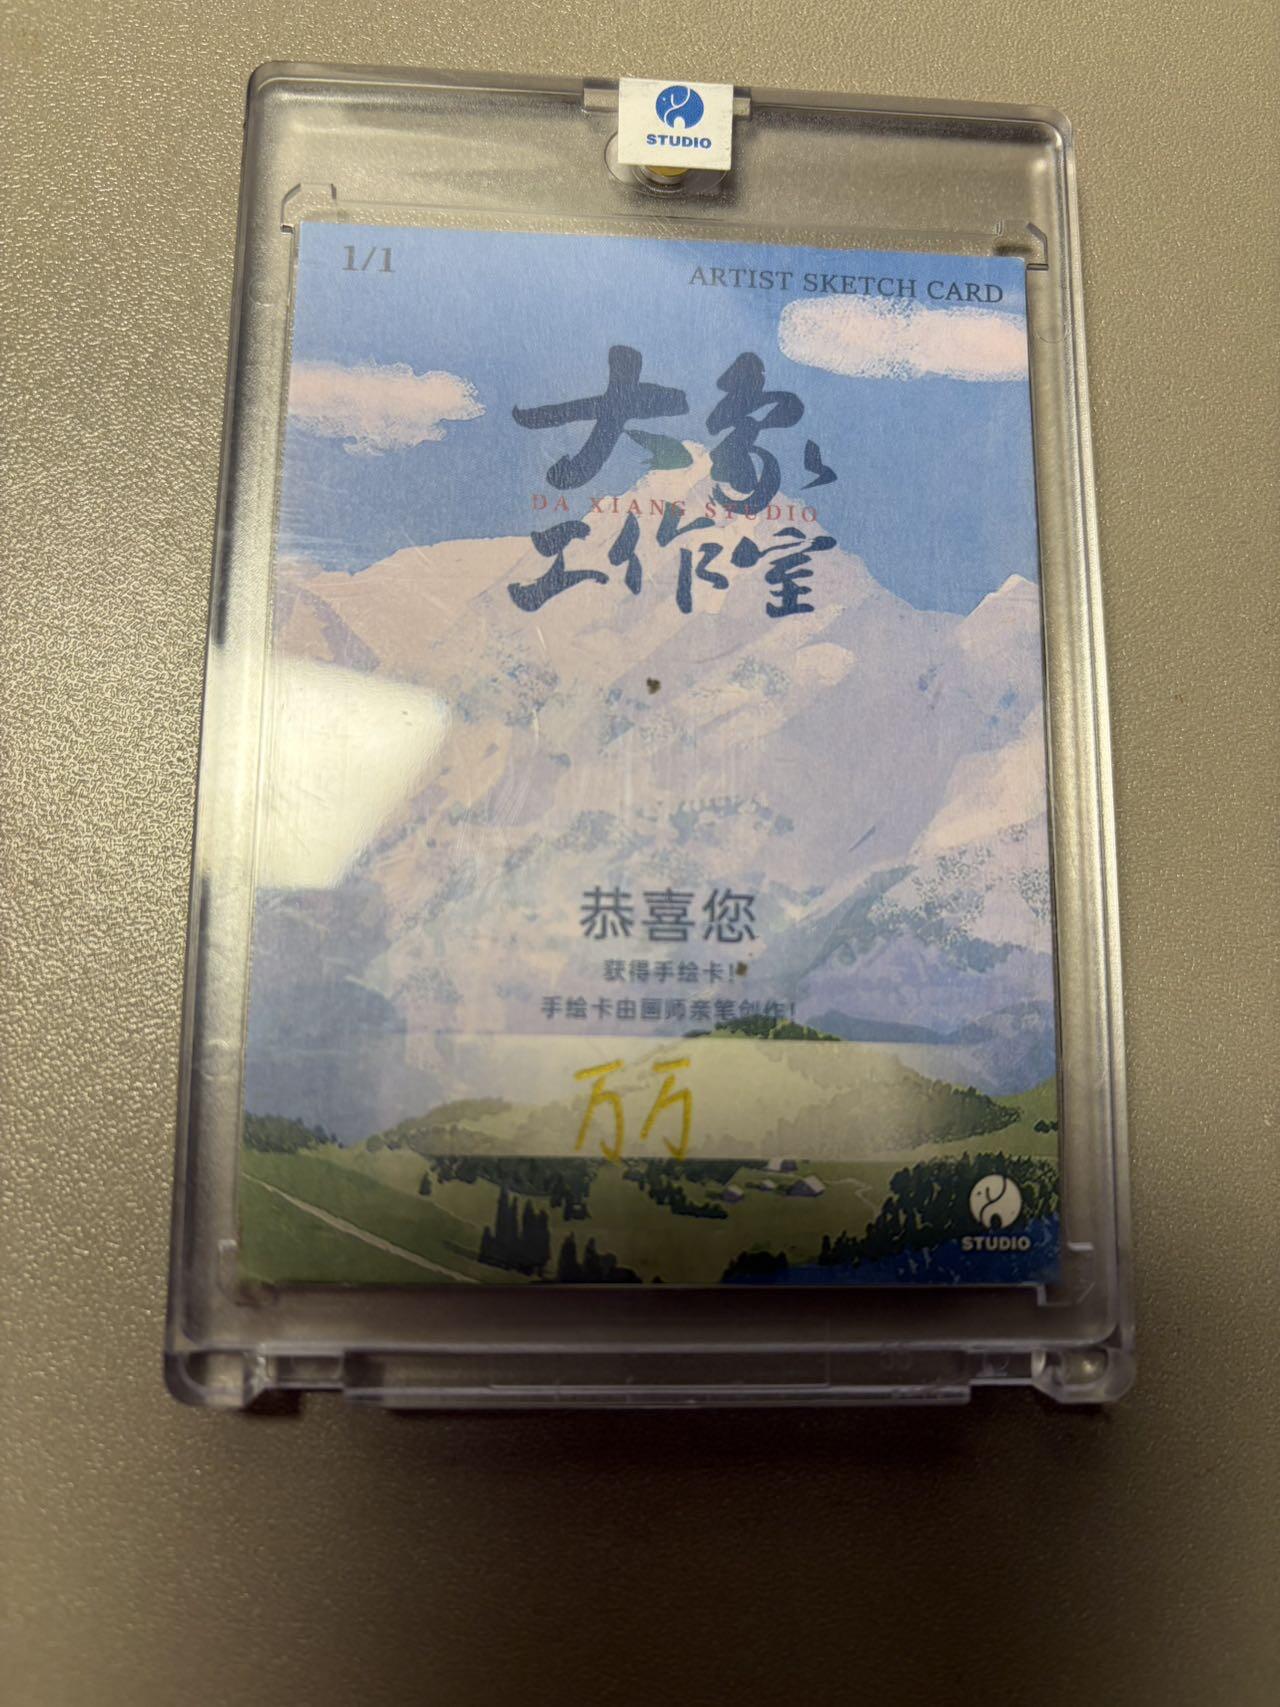 STUDIO
1/1
ARTIST SKETCH CARD
大象
DA XIANG STUDIO
工作室
恭喜您
获得手绘卡!
手绘卡由画师亲笔创作!
万万
STUDIO